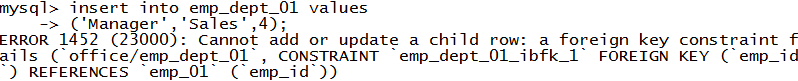 mysql> insert into emp_dept_01 values
    -> ('Manager','Sales',4);
ERROR 1452 (23000): Cannot add or update a child row: a foreign key constraint f
ails (`office/emp_dept_01`, CONSTRAINT `emp_dept_01_ibfk_1` FOREIGN KEY (`emp_id
`) REFERENCES `emp_01` (`emp_id`))